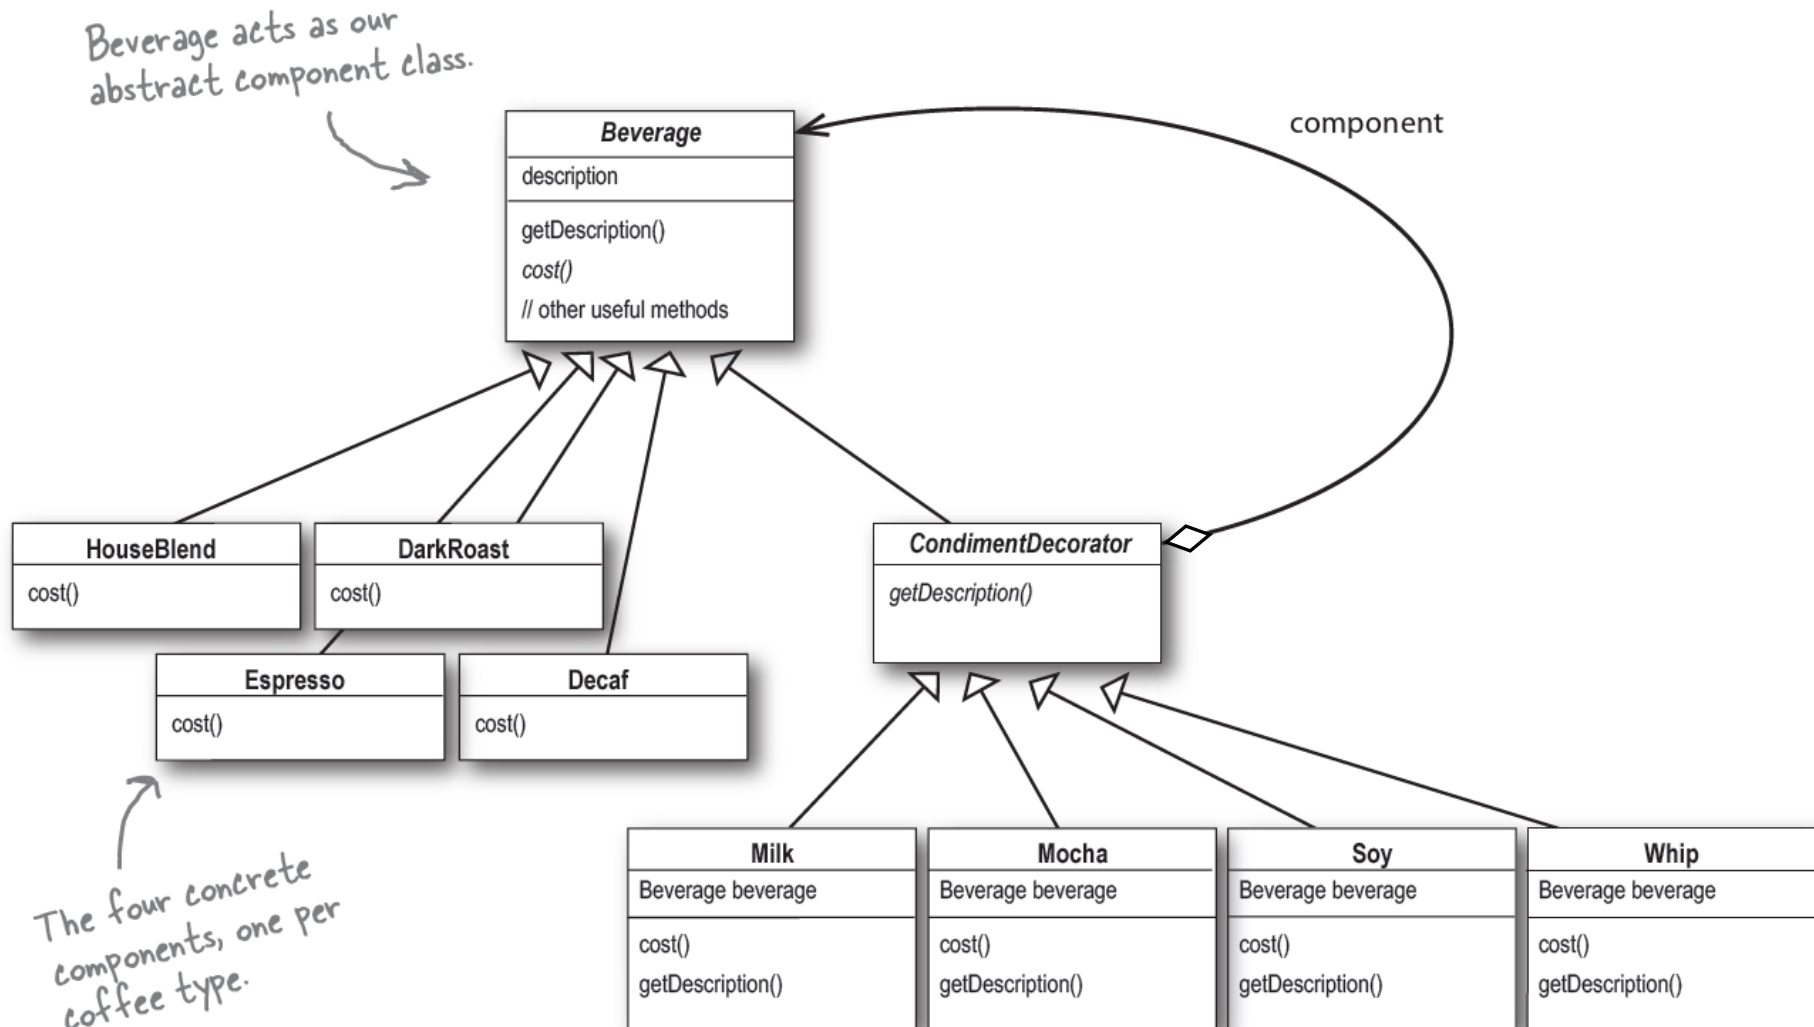 Beverage acts as our
abstract component class.
component
Beverage
description
getDescription()
cost()
// other useful methods
HouseBlend
cost()
DarkRoast
cost()
CondimentDecorator
getDescription()
Espresso
cost()
Decaf
cost()
The four concrete
components, one per
coffee type.
Milk
Beverage beverage
cost()
getDescription()
Mocha
Beverage beverage
cost()
getDescription()
Soy
Beverage beverage
cost()
getDescription()
Whip
Beverage beverage
cost()
getDescription()